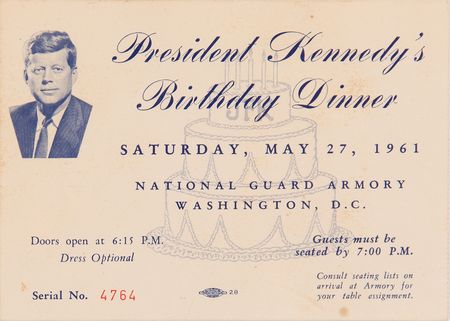 President Kennedy's
Birthday Dinner
JFK
SATURDAY, MAY 27, 1961
NATIONAL GUARD ARMORY
WASHINGTON, D.C.
Doors open at 6:15 P.M.
Dress Optional
Guests must be
seated by 7:00 P.M.
Consult seating lists on
arrival at Armory for
your table assignment.
Serial No. 4764
28